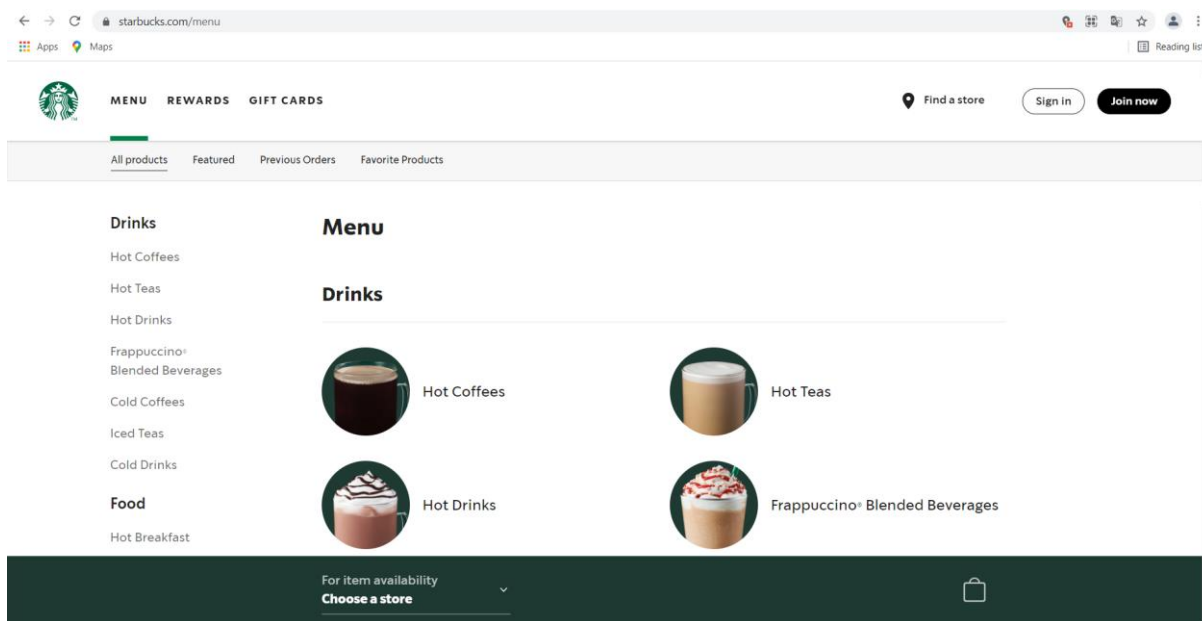 starbucks.com/menu
Apps Maps Reading list
MENU REWARDS GIFT CARDS Find a store Sign in Join now
All products Featured Previous Orders Favorite Products
Drinks
Hot Coffees
Hot Teas
Hot Drinks
Frappuccino®
Blended Beverages
Cold Coffees
Iced Teas
Cold Drinks
Food
Hot Breakfast
Menu
Drinks
Hot Coffees Hot Teas
Hot Drinks Frappuccino® Blended Beverages
For item availability
Choose a store